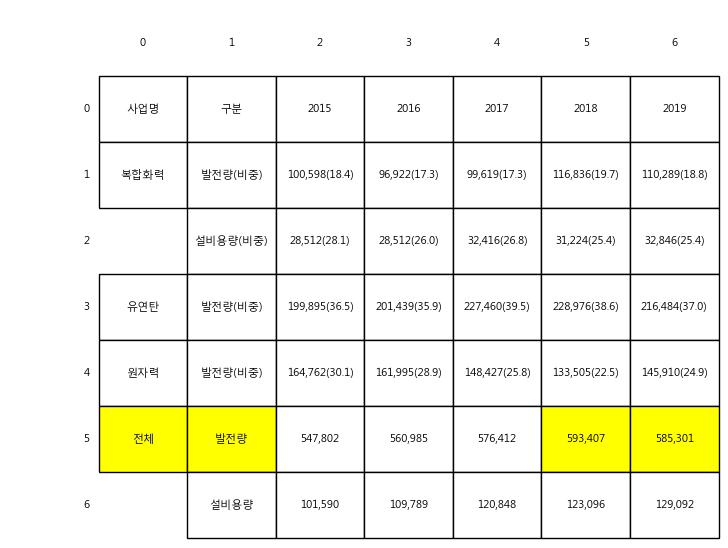 0 1 2 3 4 5 6
0 사업명 구분 2015 2016 2017 2018 2019
1 복합화력 발전량(비중) 100,598(18.4) 96,922(17.3) 99,619(17.3) 116,836(19.7) 110,289(18.8)
2 설비용량(비중) 28,512(28.1) 28,512(26.0) 32,416(26.8) 31,224(25.4) 32,846(25.4)
3 유연탄 발전량(비중) 199,895(36.5) 201,439(35.9) 227,460(39.5) 228,976(38.6) 216,484(37.0)
4 원자력 발전량(비중) 164,762(30.1) 161,995(28.9) 148,427(25.8) 133,505(22.5) 145,910(24.9)
5 전체 발전량 547,802 560,985 576,412 593,407 585,301
6 설비용량 101,590 109,789 120,848 123,096 129,092